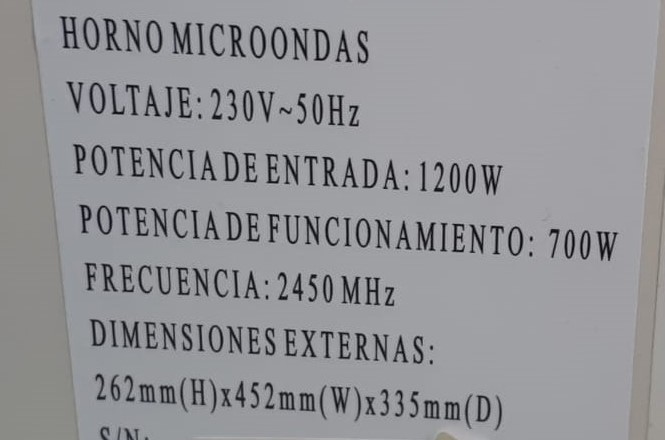 HORNO MICROONDAS
VOLTAJE: 230V~50Hz
POTENCIA DE ENTRADA: 1200W
POTENCIA DE FUNCIONAMIENTO: 700W
FRECUENCIA: 2450 MHz
DIMENSIONES EXTERNAS:
262mm(H)x452mm(W)x335mm(D)
S/N: